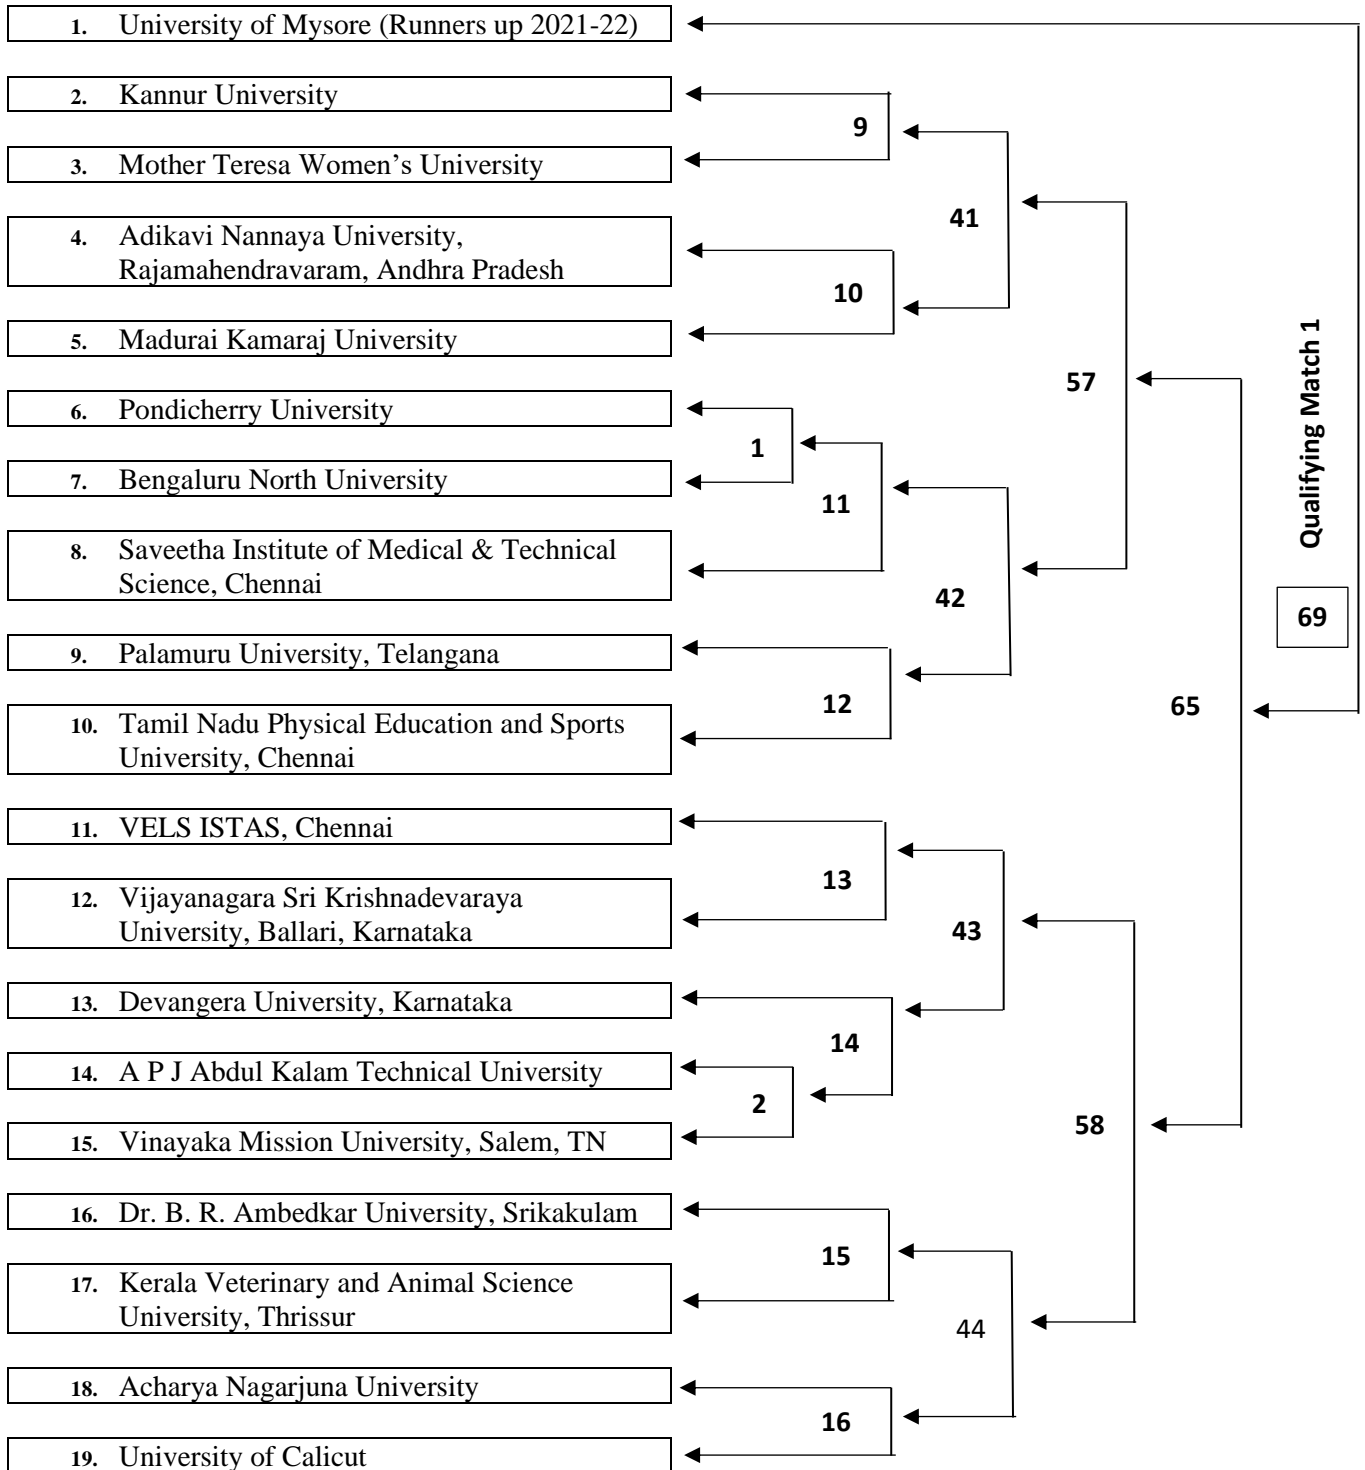 1. University of Mysore (Runners up 2021-22)
2. Kannur University
9
3. Mother Teresa Women’s University
41
4. Adikavi Nannaya University,
Rajamahendravaram, Andhra Pradesh
10
5. Madurai Kamaraj University
57
Qualifying Match 1
6. Pondicherry University
1
7. Bengaluru North University
11
8. Saveetha Institute of Medical & Technical
Science, Chennai
42
69
9. Palamuru University, Telangana
12
65
10. Tamil Nadu Physical Education and Sports
University, Chennai
11. VELS ISTAS, Chennai
13
12. Vijayanagara Sri Krishnadevaraya
University, Ballari, Karnataka
43
13. Devangera University, Karnataka
14
14. A P J Abdul Kalam Technical University
2
58
15. Vinayaka Mission University, Salem, TN
16. Dr. B. R. Ambedkar University, Srikakulam
15
17. Kerala Veterinary and Animal Science
University, Thrissur
44
18. Acharya Nagarjuna University
16
19. University of Calicut